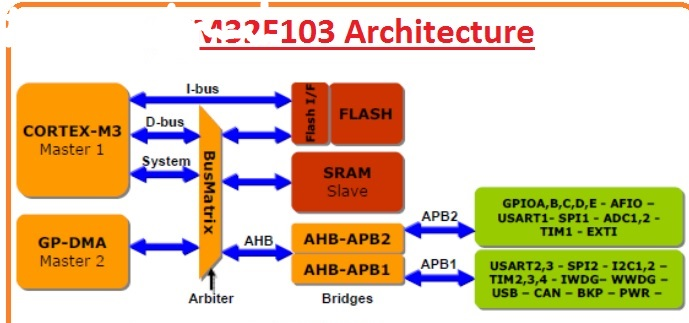 M32F103 Architecture
I-bus
CORTEX-M3
Master 1
D-bus
System
BusMatrix
Flash I/F
FLASH
SRAM
Slave
GP-DMA
Master 2
AHB
AHB-APB2
AHB-APB1
APB2
APB1
GPIOA,B,C,D,E - AFIO –
USART1- SPI1 - ADC1,2 -
TIM1 - EXTI
USART2,3 - SPI2 - I2C1,2 –
TIM2,3,4 - IWDG– WWDG –
USB – CAN – BKP – PWR –
Arbiter
Bridges